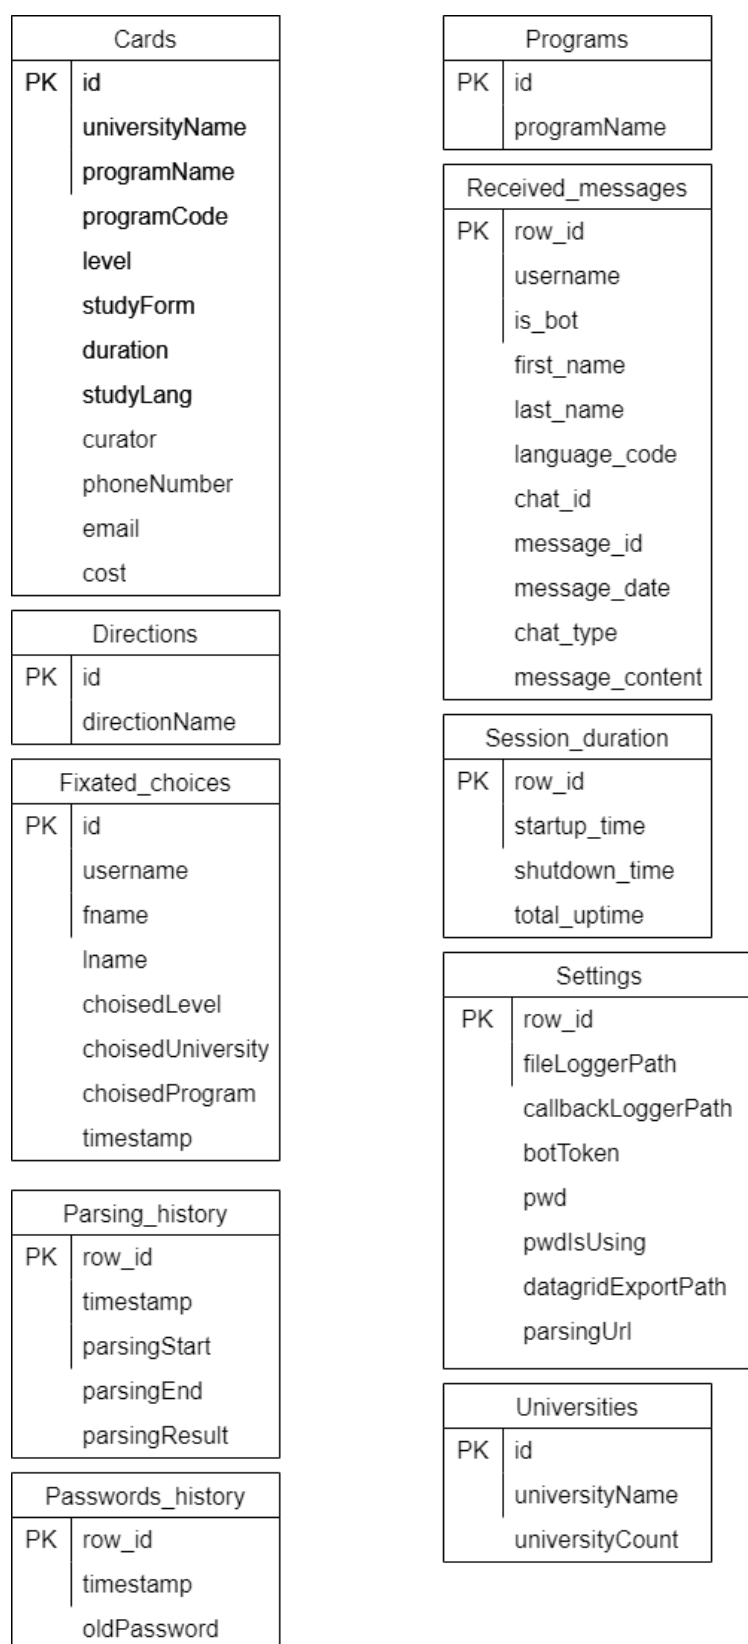 Cards
PK id
universityName
programName
programCode
level
studyForm
duration
studyLang
curator
phoneNumber
email
cost
Directions
PK id
directionName
Fixated_choices
PK id
username
fname
lname
choisedLevel
choisedUniversity
choisedProgram
timestamp
Parsing_history
PK row_id
timestamp
parsingStart
parsingEnd
parsingResult
Passwords_history
PK row_id
timestamp
oldPassword
Programs
PK id
programName
Received_messages
PK row_id
username
is_bot
first_name
last_name
language_code
chat_id
message_id
message_date
chat_type
message_content
Session_duration
PK row_id
startup_time
shutdown_time
total_uptime
Settings
PK row_id
fileLoggerPath
callbackLoggerPath
botToken
pwd
pwdIsUsing
datagridExportPath
parsingUrl
Universities
PK id
universityName
universityCount